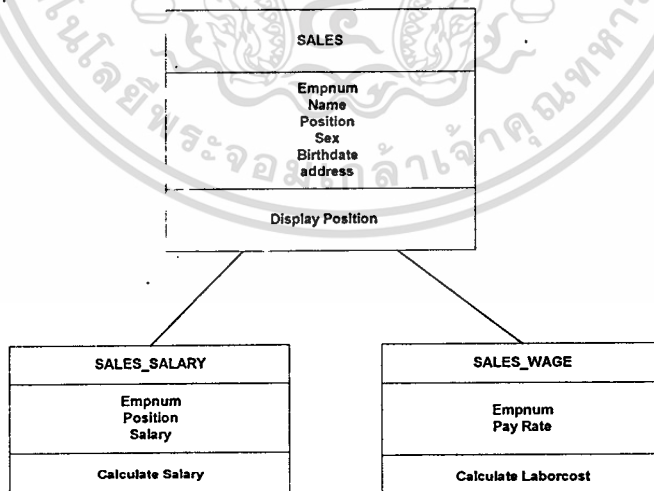 SALES
Empnum
Name
Position
Sex
Birthdate
address
Display Position
SALES_SALARY
Empnum
Position
Salary
Calculate Salary
SALES_WAGE
Empnum
Pay Rate
Calculate Laborcost